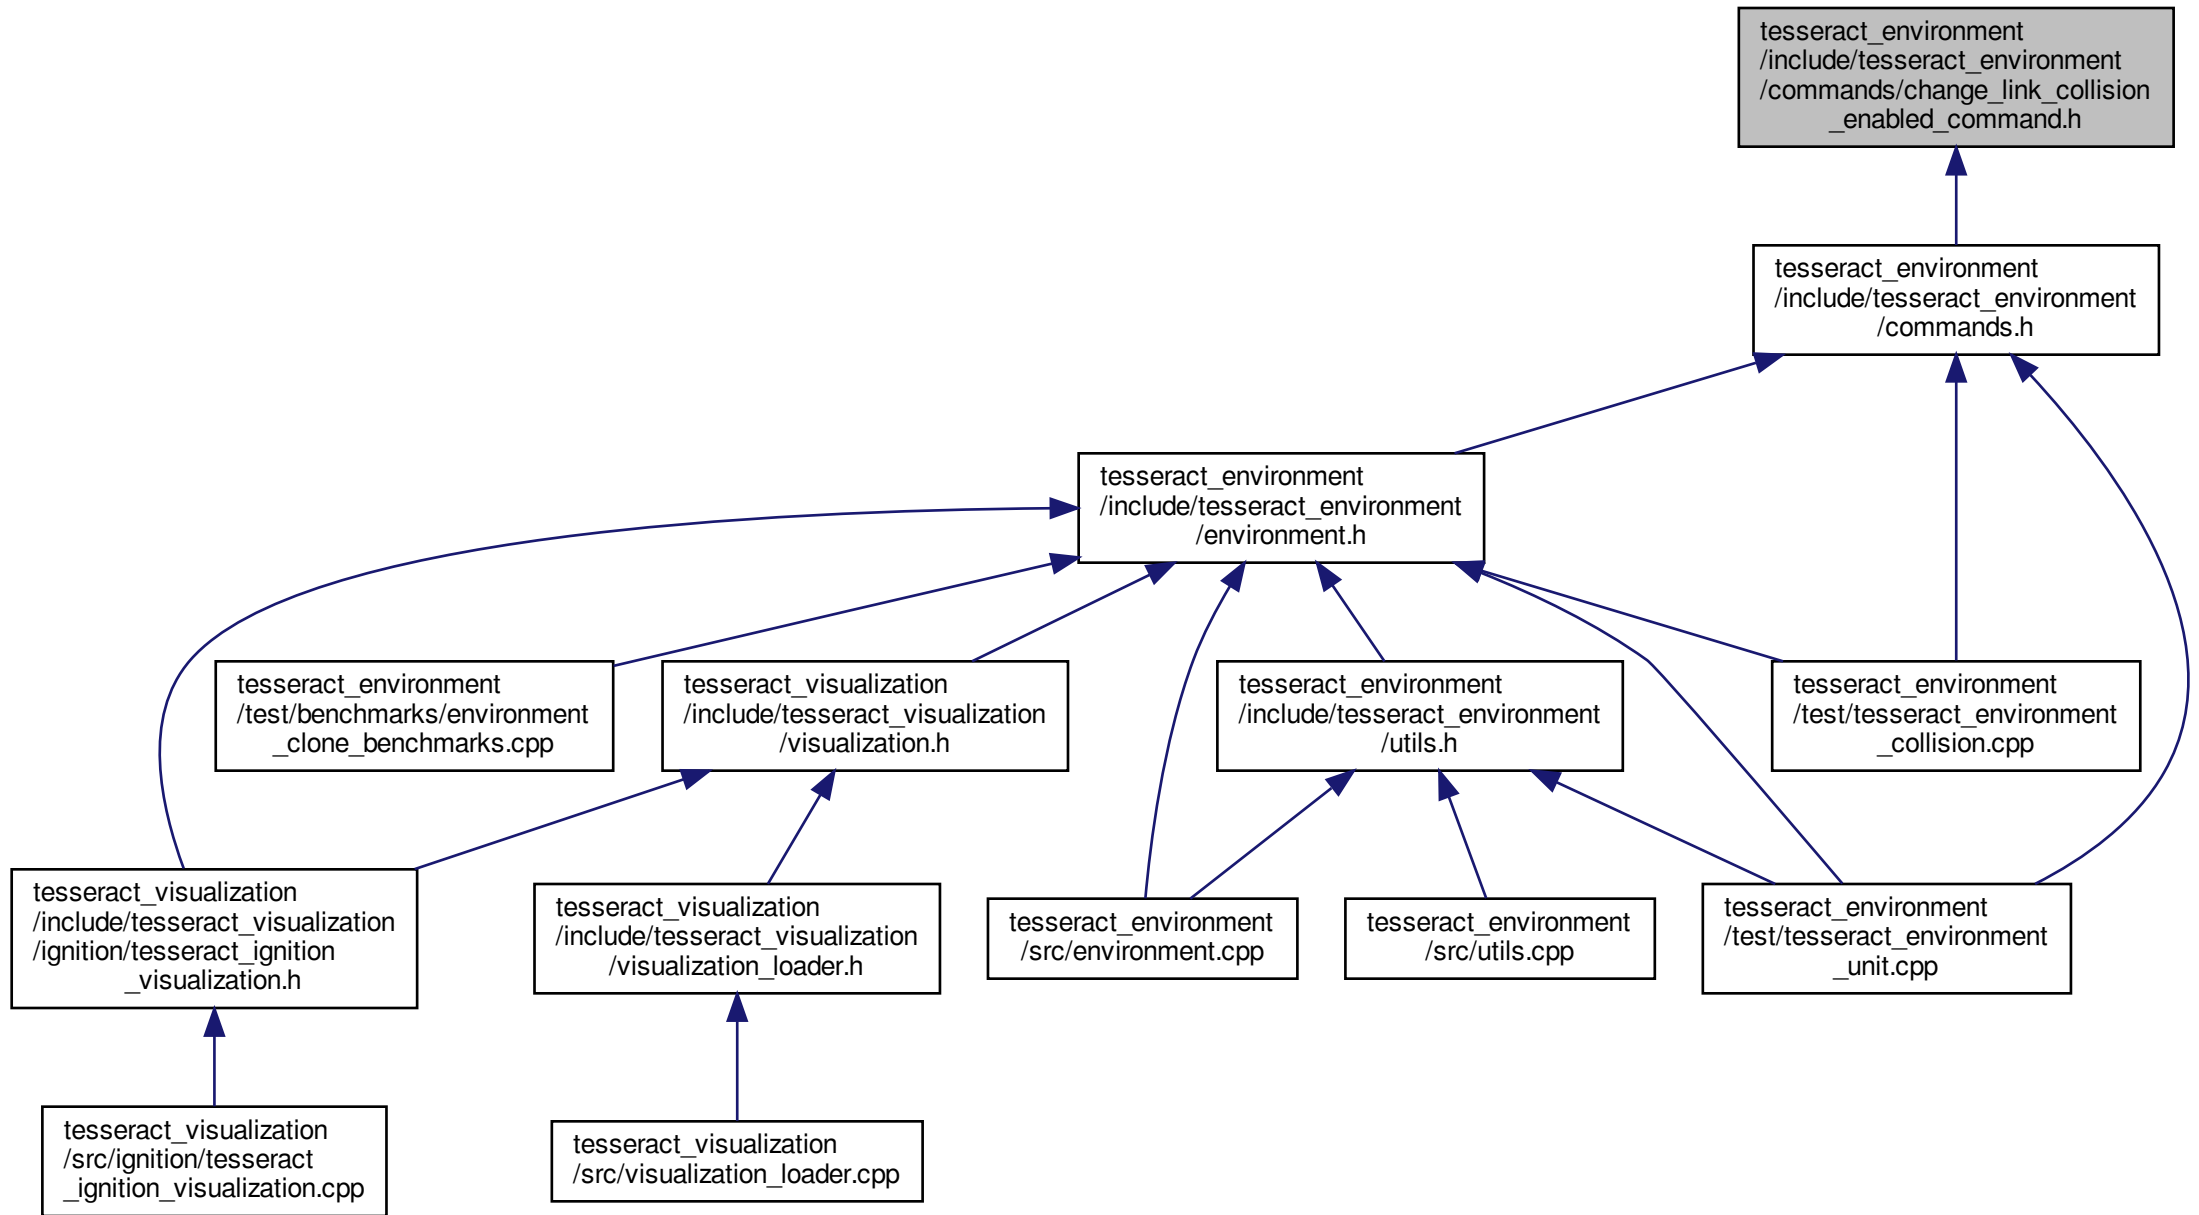 tesseract_environment
/include/tesseract_environment
/commands/change_link_collision
_enabled_command.h
tesseract_environment
/include/tesseract_environment
/commands.h
tesseract_environment
/include/tesseract_environment
/environment.h
tesseract_environment
/test/benchmarks/environment
_clone_benchmarks.cpp
tesseract_visualization
/include/tesseract_visualization
/visualization.h
tesseract_environment
/include/tesseract_environment
/utils.h
tesseract_environment
/test/tesseract_environment
_collision.cpp
tesseract_visualization
/include/tesseract_visualization
/ignition/tesseract_ignition
_visualization.h
tesseract_visualization
/include/tesseract_visualization
/visualization_loader.h
tesseract_environment
/src/environment.cpp
tesseract_environment
/src/utils.cpp
tesseract_environment
/test/tesseract_environment
_unit.cpp
tesseract_visualization
/src/ignition/tesseract
_ignition_visualization.cpp
tesseract_visualization
/src/visualization_loader.cpp